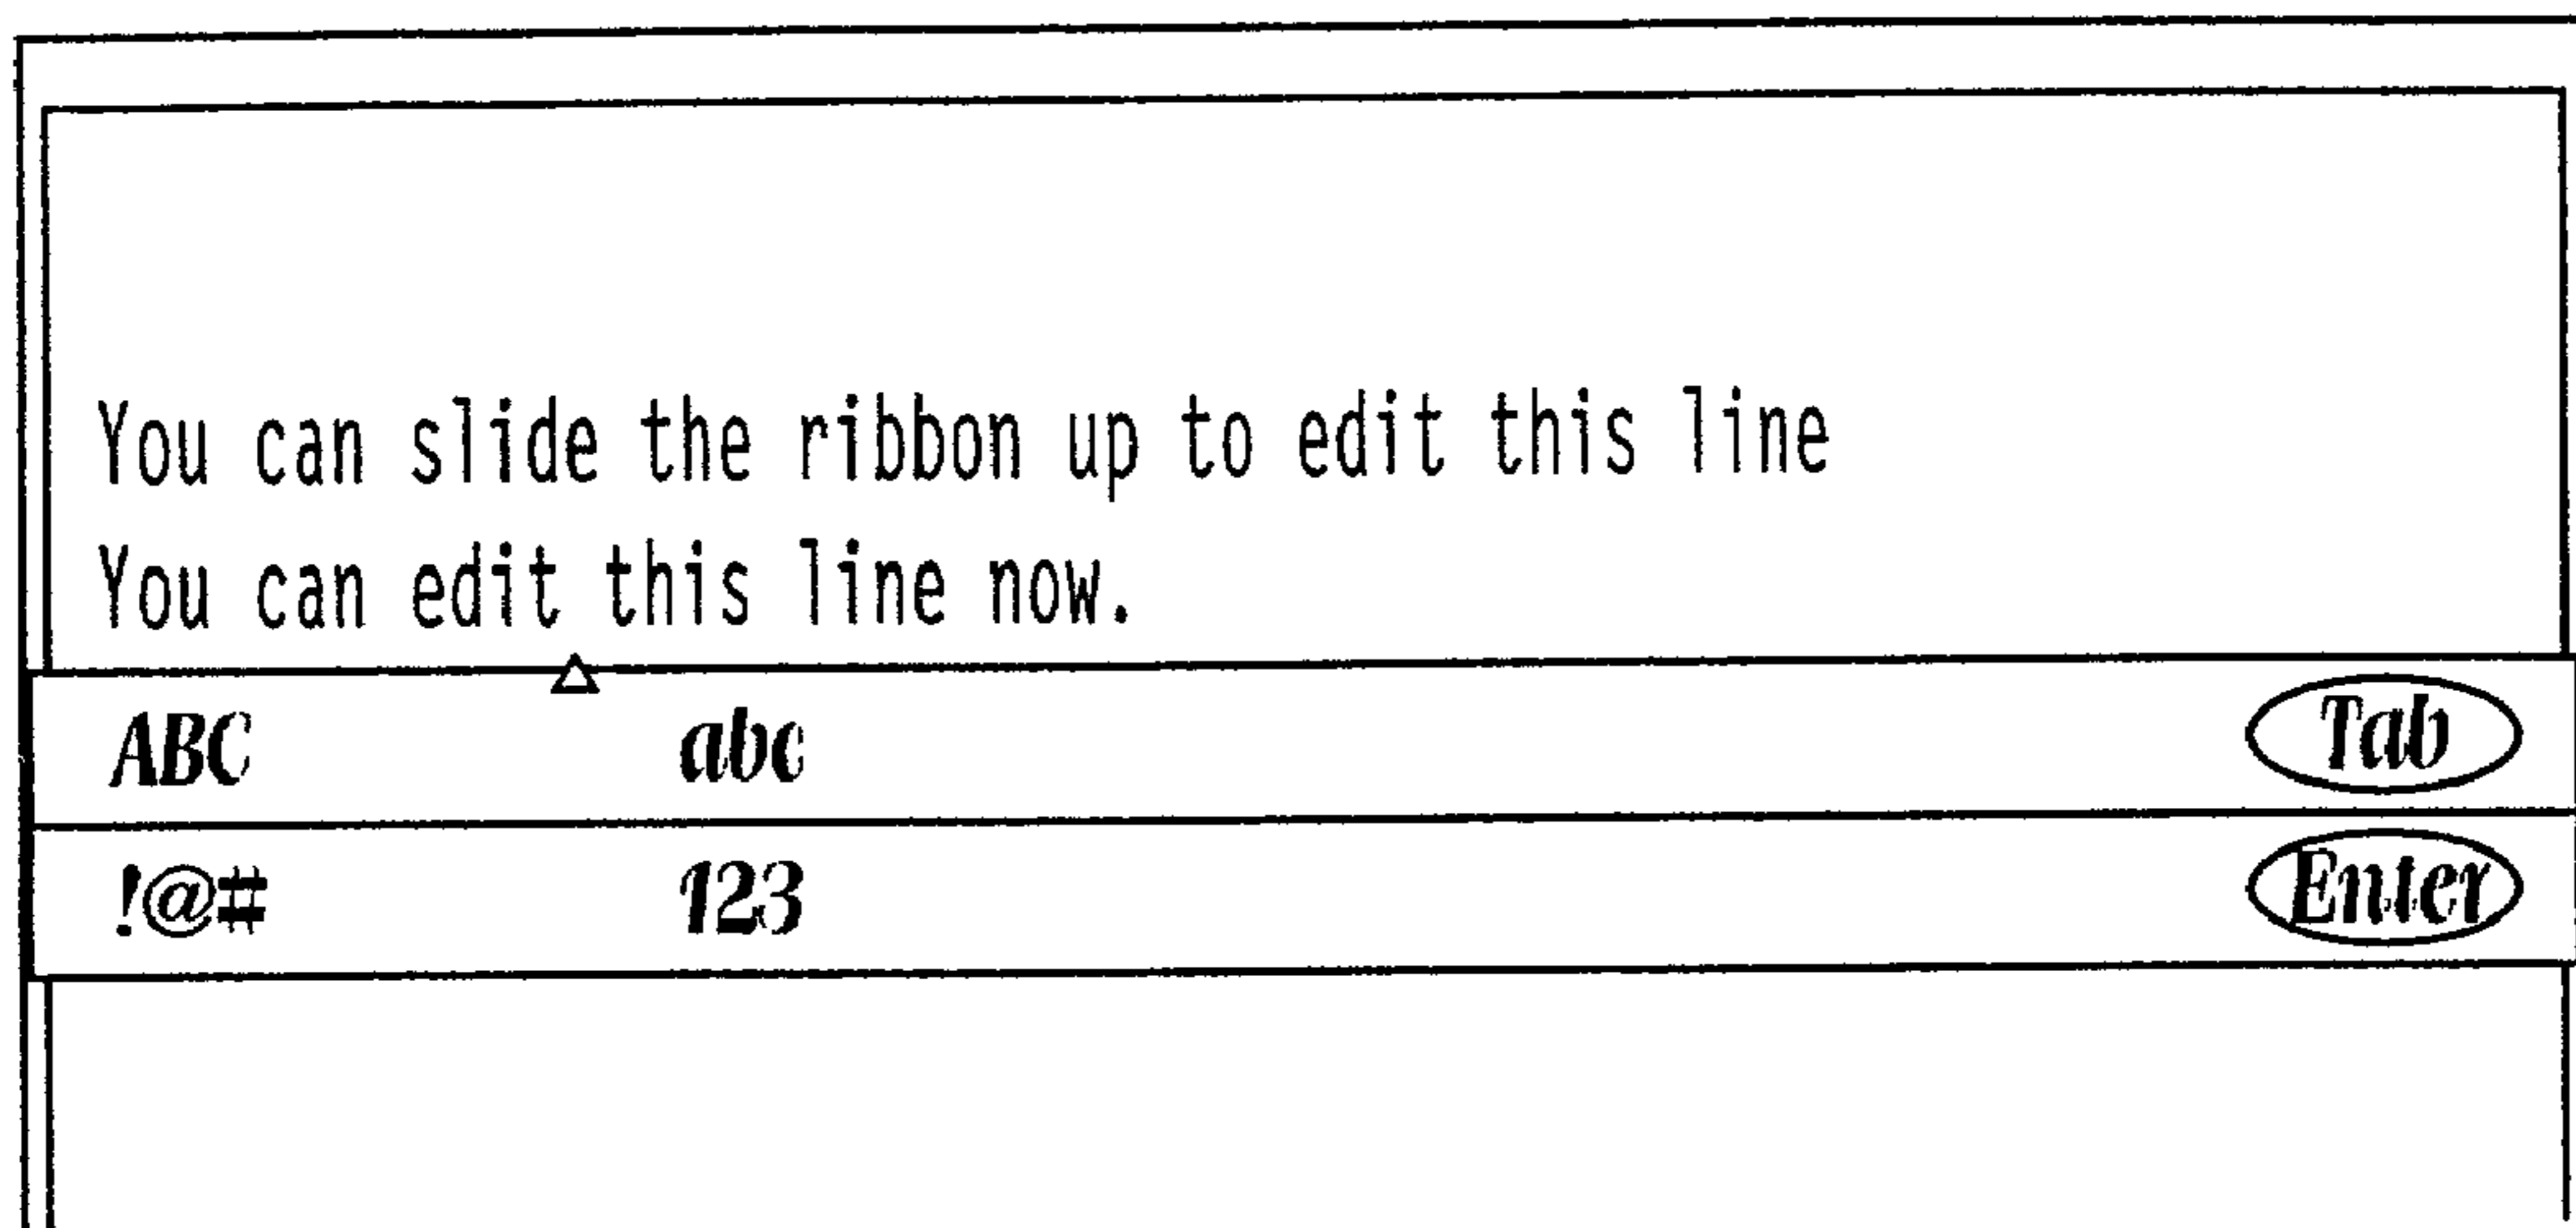 You can slide the ribbon up to edit this line
You can edit this line now.
ABC abc Tab
!@# 123 Enter